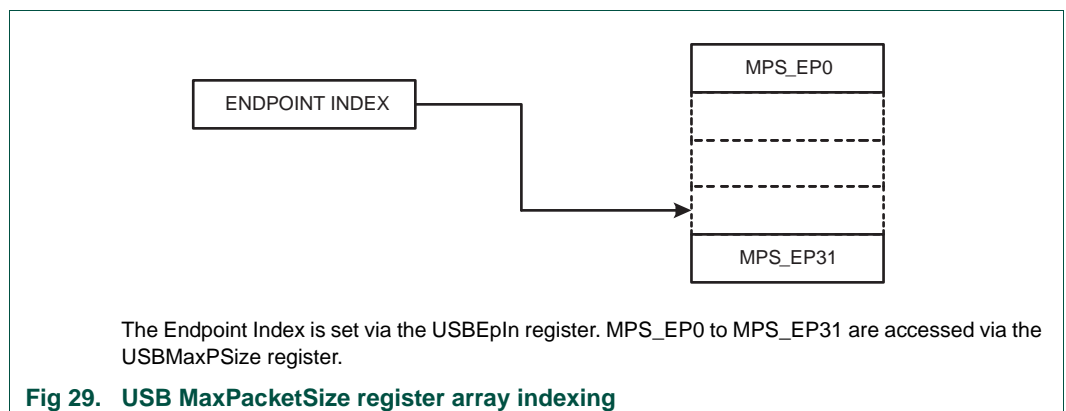 MPS_EP0
ENDPOINT INDEX
MPS_EP31
The Endpoint Index is set via the USBEpIn register. MPS_EP0 to MPS_EP31 are accessed via the
USBMaxPSize register.
Fig 29. USB MaxPacketSize register array indexing